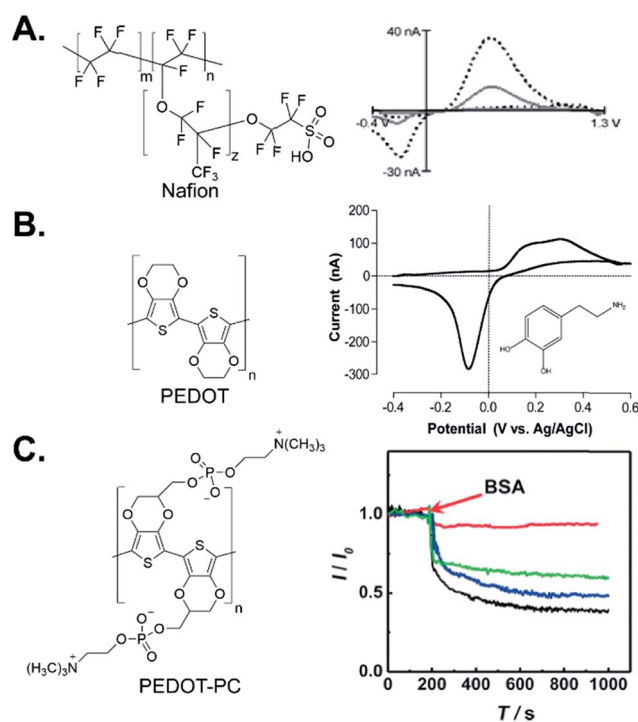 A.
F F F F
F F F F
m n
O F F O F F
F F F F S O
HO O
z
CF₃
Nafion
40 nA
-0.4 V 1.3 V
-30 nA
B.
O O
S
S
O O
n
PEDOT
Current (nA)
200
100
0
-100
-200
-300
-0.4 -0.2 0.0 0.2 0.4 0.6
Potential (V vs. Ag/AgCl)
NH₂
HO
OH
C.
O O P O N(CH₃)₃
O⁻ +
O O
S
S
O O
n
O⁻
O P O
O
(H₃C)₃N
+
PEDOT-PC
BSA
I / I₀
1.0
0.5
0.0
0 200 400 600 800 1000
T / s